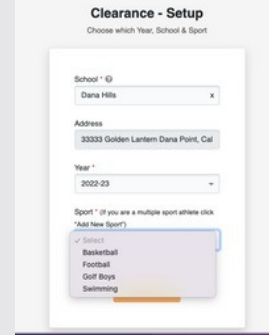 Clearance - Setup
Choose which Year, School & Sport
School *
Dana Hills x
Address
33333 Golden Lantern Dana Point, Cal
Year *
2022-23
Sport * (If you are a multiple sport athlete click
"Add New Sport")
✓ Select
Basketball
Football
Golf Boys
Swimming